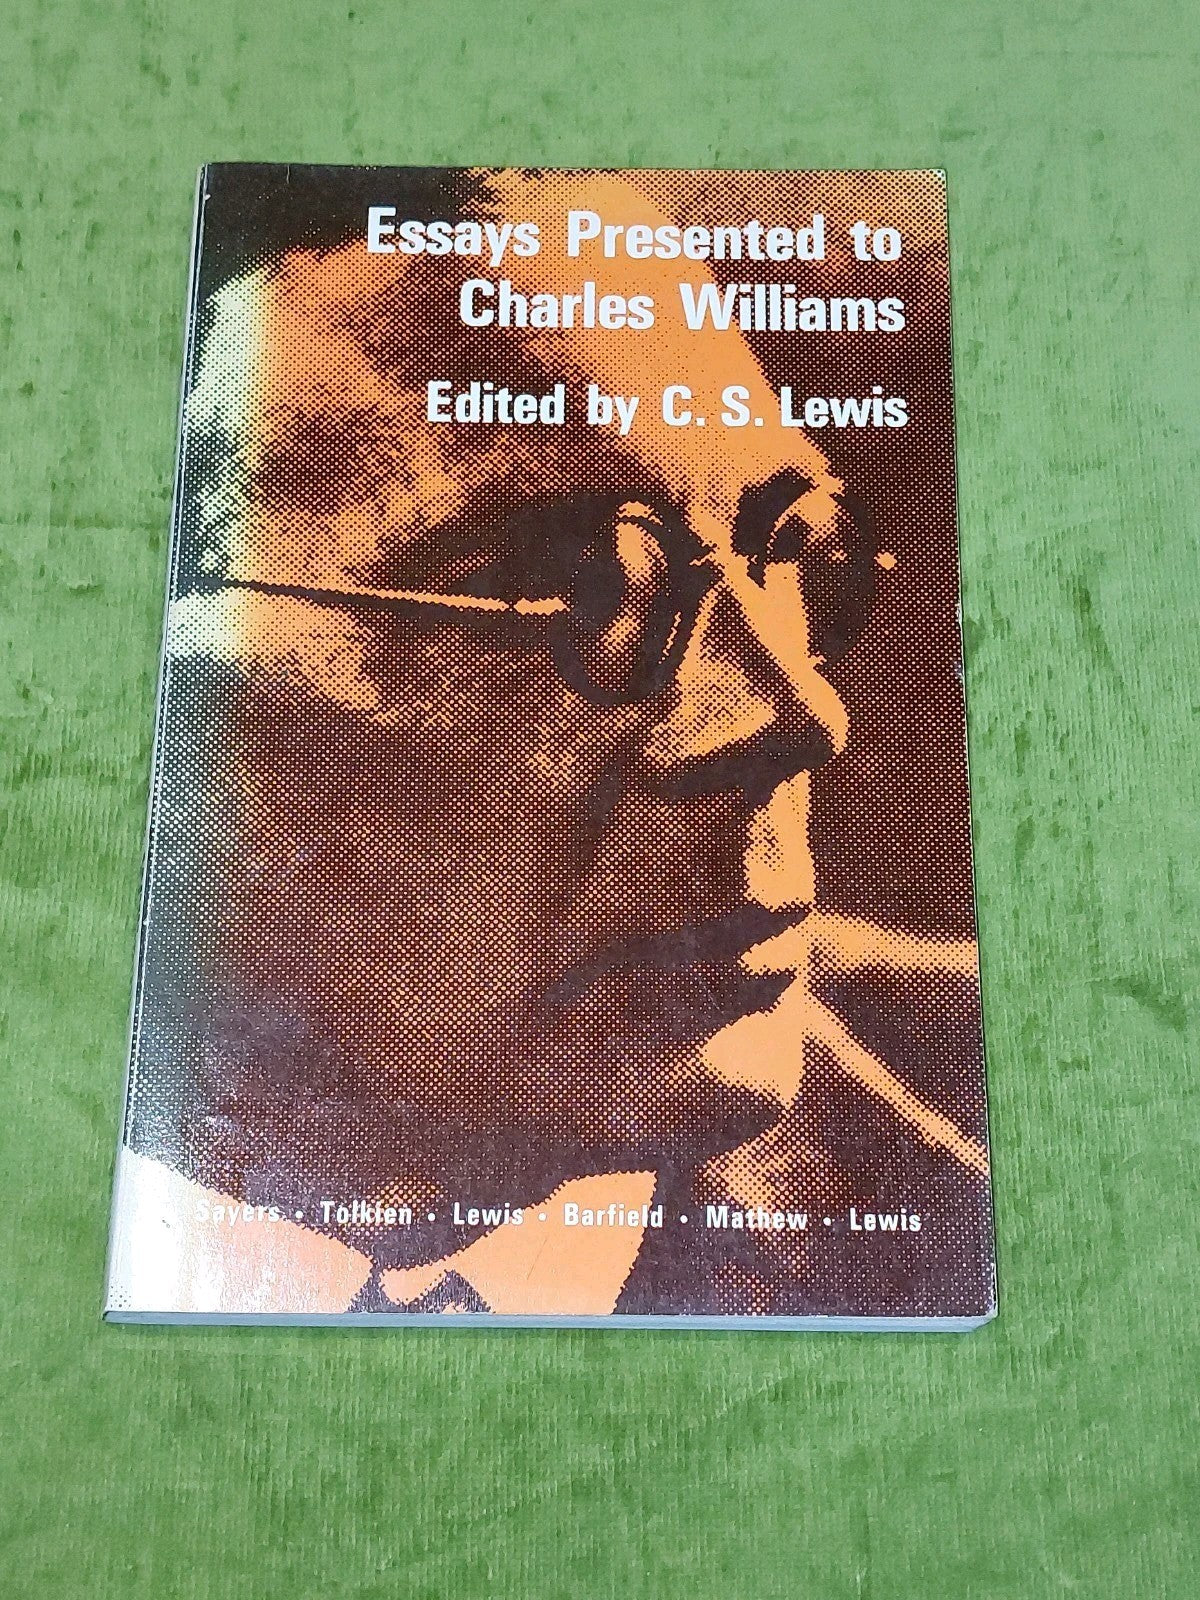 Essays Presented to
Charles Williams
Edited by C. S. Lewis
Sayers • Tolkien • Lewis • Barfield • Mathew • Lewis